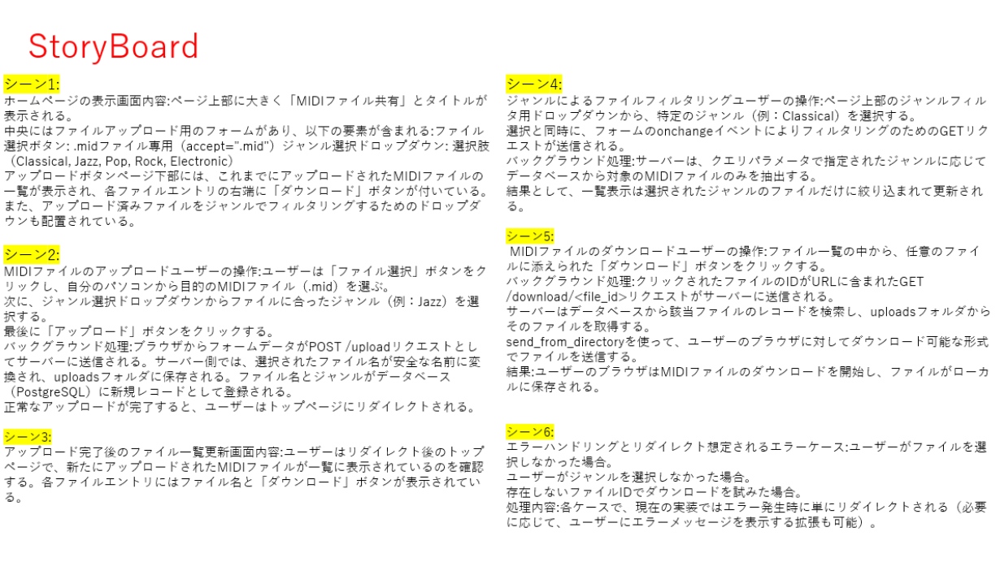 StoryBoard
シーン1:
ホームページの表示画面内容:ページ上部に大きく「MIDIファイル共有」とタイトルが
表示される。
中央にはファイルアップロード用のフォームがあり、以下の要素が含まれる:ファイル
選択ボタン: .midファイル専用（accept=".mid"）ジャンル選択ドロップダウン: 選択肢
（Classical, Jazz, Pop, Rock, Electronic）
アップロードボタンページ下部には、これまでにアップロードされたMIDIファイルの
一覧が表示され、各ファイルエントリの右端に「ダウンロード」ボタンが付いている。
また、アップロード済みファイルをジャンルでフィルタリングするためのドロップダ
ウンも配置されている。
シーン2:
MIDIファイルのアップロードユーザーの操作:ユーザーは「ファイル選択」ボタンをク
リックし、自分のパソコンから目的のMIDIファイル（.mid）を選ぶ。
次に、ジャンル選択ドロップダウンからファイルに合ったジャンル（例：Jazz）を選
択する。
最後に「アップロード」ボタンをクリックする。
バックグラウンド処理:ブラウザからフォームデータがPOST /uploadリクエストとし
てサーバーに送信される。サーバー側では、選択されたファイル名が安全な名前に変
換され、uploadsフォルダに保存される。ファイル名とジャンルがデータベース
（PostgreSQL）に新規レコードとして登録される。
正常なアップロードが完了すると、ユーザーはトップページにリダイレクトされる。
シーン3:
アップロード完了後のファイル一覧更新画面内容:ユーザーはリダイレクト後のトップ
ページで、新たにアップロードされたMIDIファイルが一覧に表示されているのを確認
する。各ファイルエントリにはファイル名と「ダウンロード」ボタンが表示されてい
る。
シーン4:
ジャンルによるファイルフィルタリングユーザーの操作:ページ上部のジャンルフィル
タ用ドロップダウンから、特定のジャンル（例：Classical）を選択する。
選択と同時に、フォームのonchangeイベントによりフィルタリングのためのGETリク
エストが送信される。
バックグラウンド処理:サーバーは、クエリパラメータで指定されたジャンルに応じて
データベースから対象のMIDIファイルのみを抽出する。
結果として、一覧表示は選択されたジャンルのファイルだけに絞り込まれて更新され
る。
シーン5:
MIDIファイルのダウンロードユーザーの操作:ファイル一覧の中から、任意のファイ
ルに添えられた「ダウンロード」ボタンをクリックする。
バックグラウンド処理:クリックされたファイルのIDがURLに含まれたGET
/download/<file_id>リクエストがサーバーに送信される。
サーバーはデータベースから該当ファイルのレコードを検索し、uploadsフォルダから
そのファイルを取得する。
send_from_directoryを使って、ユーザーのブラウザに対してダウンロード可能な形式
でファイルを送信する。
結果:ユーザーのブラウザはMIDIファイルのダウンロードを開始し、ファイルがローカ
ルに保存される。
シーン6:
エラーハンドリングとリダイレクト想定されるエラーケース:ユーザーがファイルを選
択しなかった場合。
ユーザーがジャンルを選択しなかった場合。
存在しないファイルIDでダウンロードを試みた場合。
処理内容:各ケースで、現在の実装ではエラー発生時に単にリダイレクトされる（必要
に応じて、ユーザーにエラーメッセージを表示する拡張も可能）。